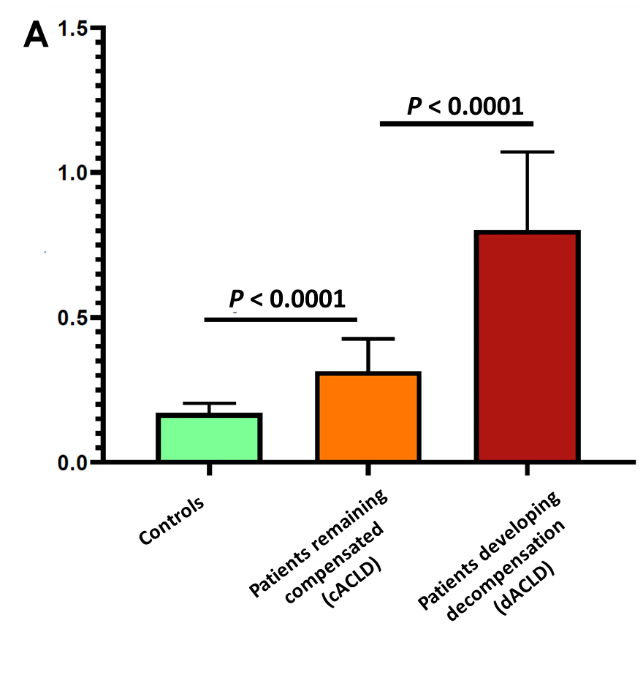 A
1.5
P < 0.0001
1.0
P < 0.0001
0.5
0.0
Controls
Patients remaining
compensated
(cACLD)
Patients developing
decompensation
(dACLD)